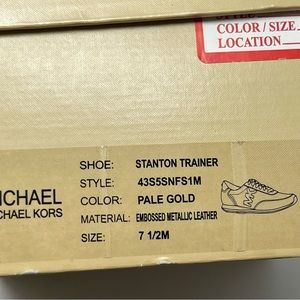 COLOR / SIZE
LOCATION
SHOE: STANTON TRAINER
STYLE: 43S5SNFS1M
MICHAEL
COLOR: PALE GOLD
MICHAEL KORS
MATERIAL: EMBOSSED METALLIC LEATHER
SIZE: 7 1/2M